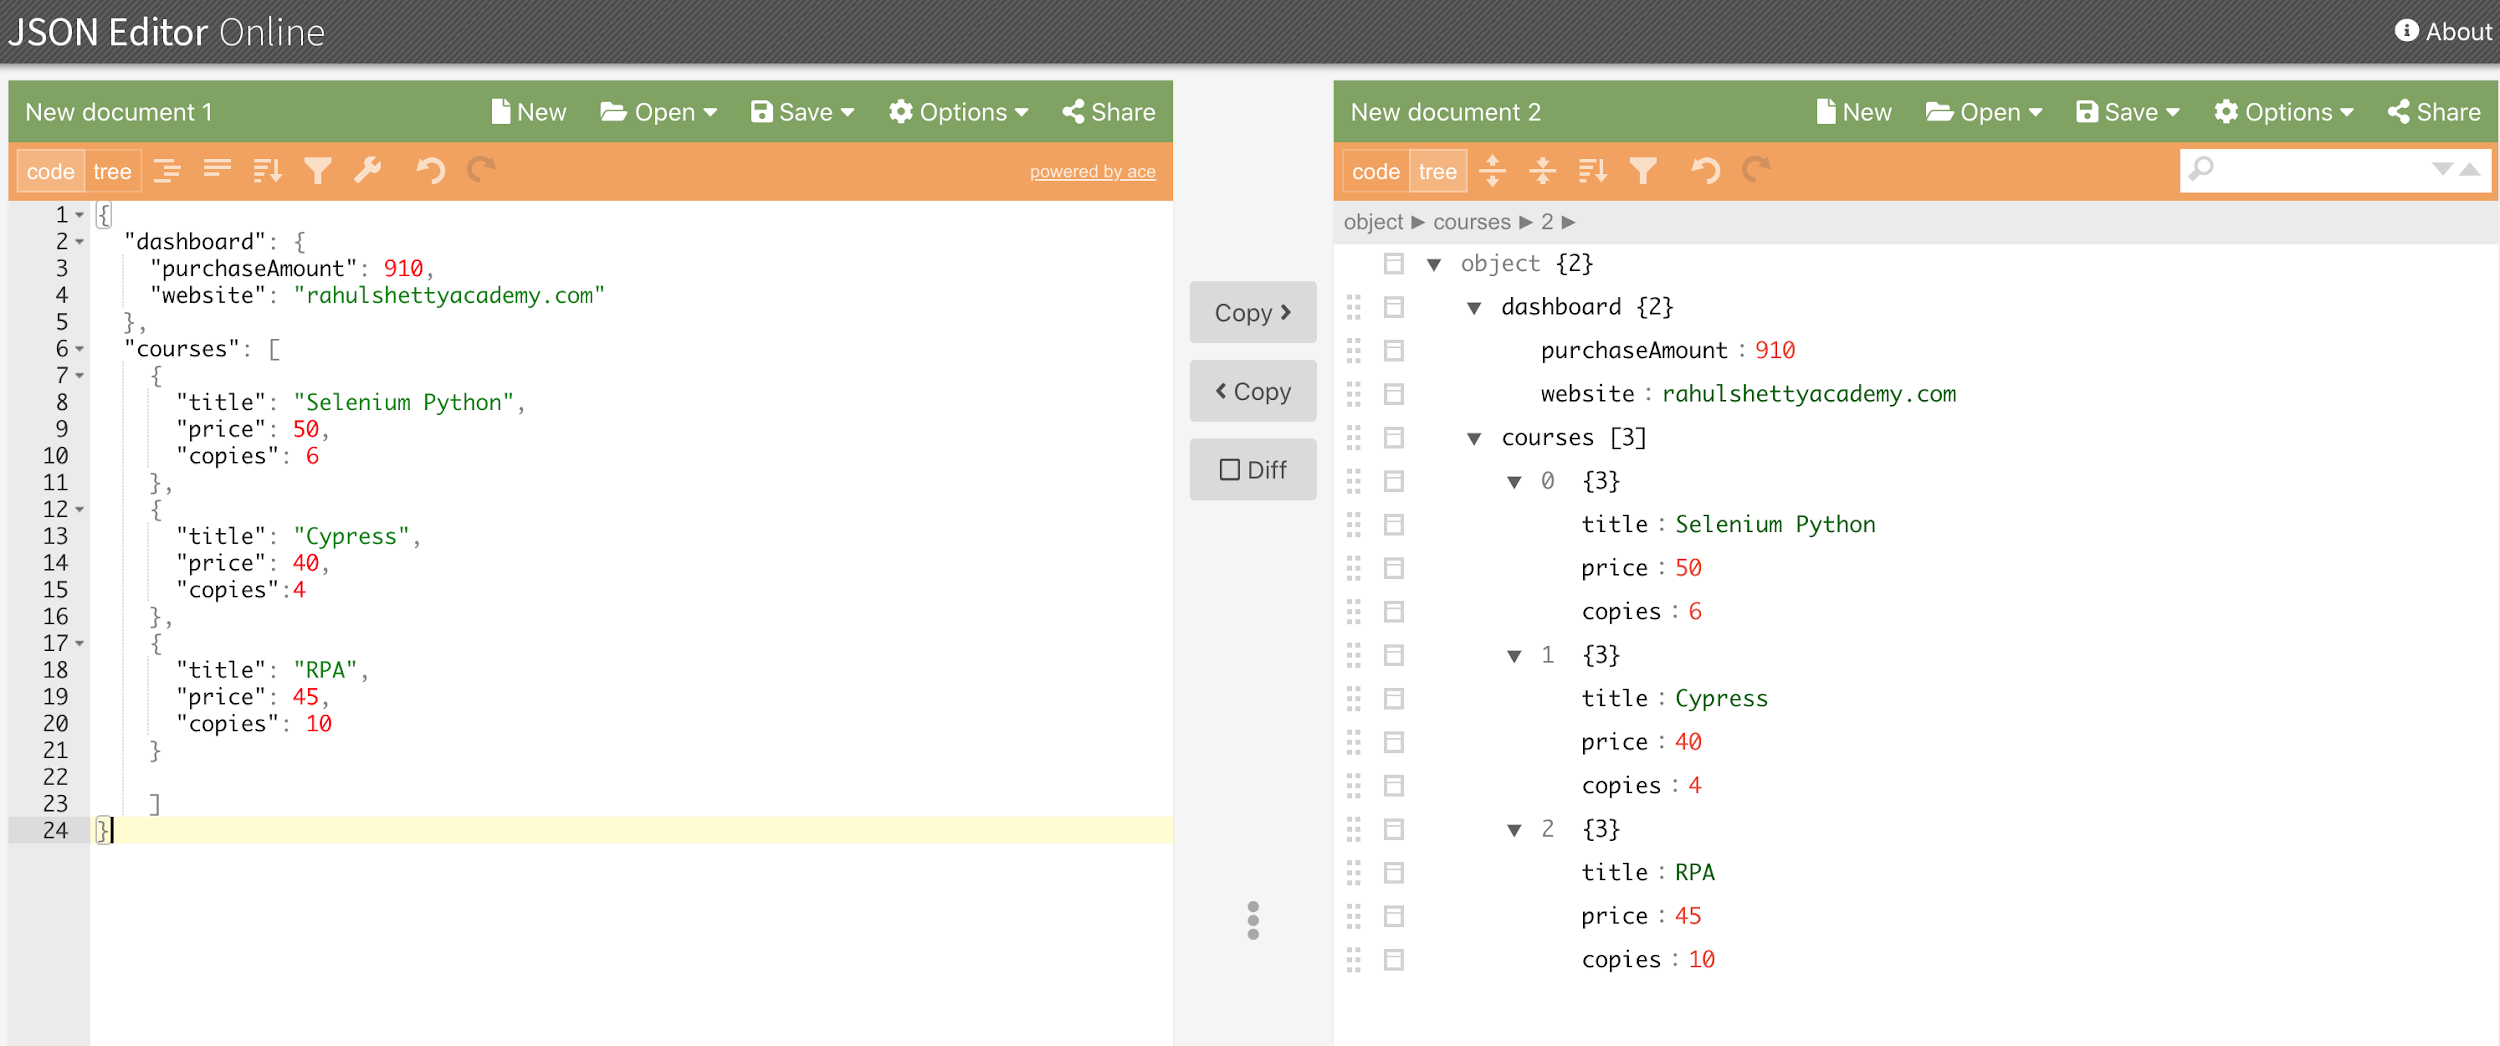 JSON Editor Online
About
New document 1 New Open Save Options Share
code tree powered by ace
1 {
2 "dashboard": {
3 "purchaseAmount": 910,
4 "website": "rahulshettyacademy.com"
5 },
6 "courses": [
7 {
8 "title": "Selenium Python",
9 "price": 50,
10 "copies": 6
11 },
12 {
13 "title": "Cypress",
14 "price": 40,
15 "copies":4
16 },
17 {
18 "title": "RPA",
19 "price": 45,
20 "copies": 10
21 }
22
23 ]
24 }
Copy
Copy
Diff
New document 2 New Open Save Options Share
code tree
object ► courses ► 2 ►
object {2}
dashboard {2}
purchaseAmount : 910
website : rahulshettyacademy.com
courses [3]
0 {3}
title : Selenium Python
price : 50
copies : 6
1 {3}
title : Cypress
price : 40
copies : 4
2 {3}
title : RPA
price : 45
copies : 10